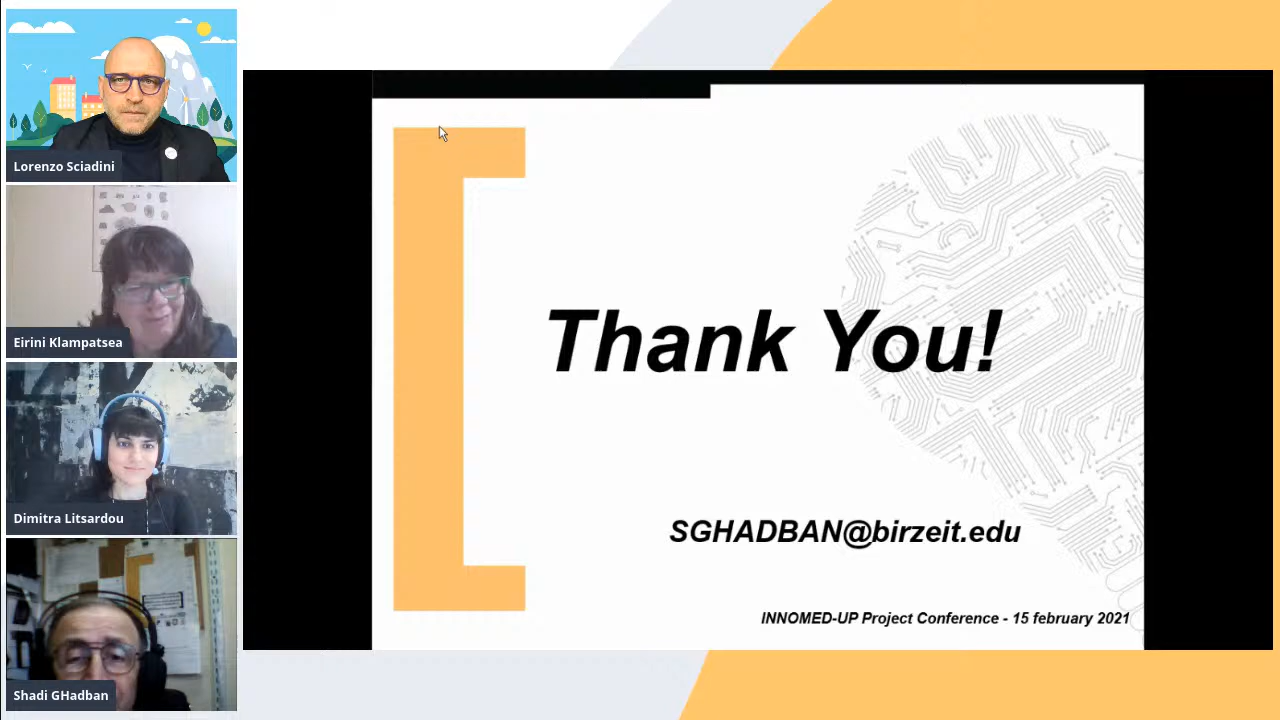 Lorenzo Sciadini
Eirini Klampatsea
Dimitra Litsardou
Shadi GHadban
Thank You!
SGHADBAN@birzeit.edu
INNOMED-UP Project Conference - 15 february 2021